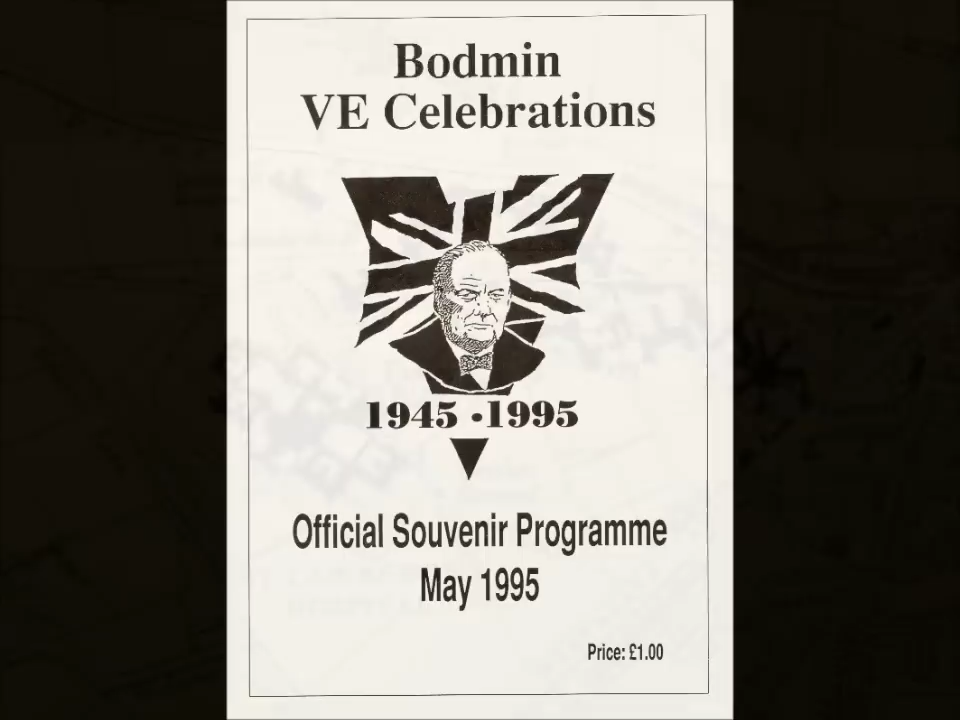 Bodmin
VE Celebrations
1945 · 1995
Official Souvenir Programme
May 1995
Price: £1.00